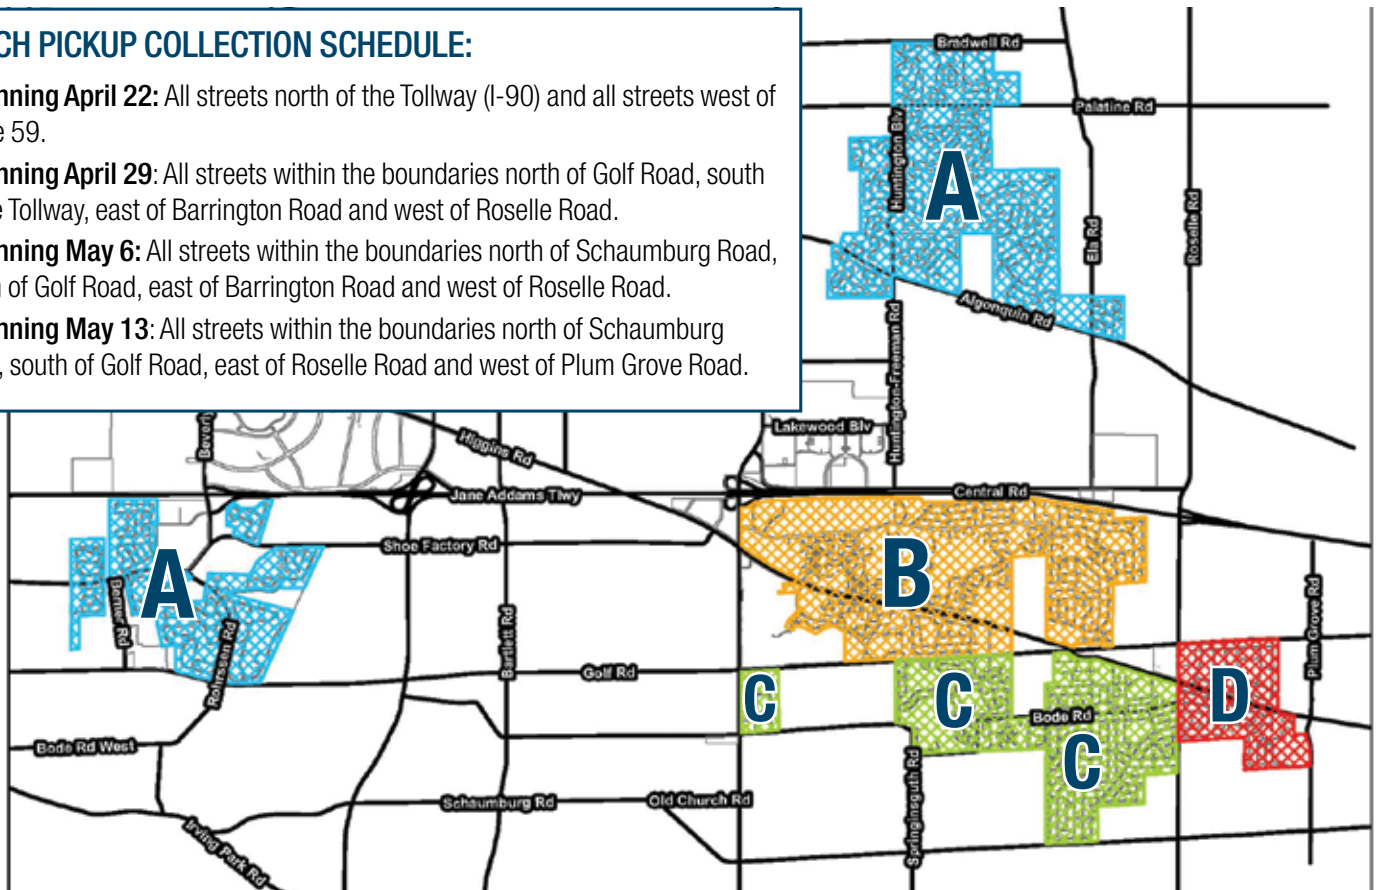 CH PICKUP COLLECTION SCHEDULE:
nning April 22: All streets north of the Tollway (I-90) and all streets west of
e 59.
nning April 29: All streets within the boundaries north of Golf Road, south
e Tollway, east of Barrington Road and west of Roselle Road.
nning May 6: All streets within the boundaries north of Schaumburg Road,
n of Golf Road, east of Barrington Road and west of Roselle Road.
nning May 13: All streets within the boundaries north of Schaumburg
, south of Golf Road, east of Roselle Road and west of Plum Grove Road.
Bradwell Rd
Palatine Rd
Huntington Blv
A
Ela Rd
Roselle Rd
Algonquin Rd
Huntington-Freeman Rd
Lakewood Blv
Beverl
Higgins Rd
Jane Addams Tlwy
Central Rd
Shoe Factory Rd
A
B
Berner Rd
Rohrssen Rd
Bartlett Rd
Plum Grove Rd
Golf Rd
C
C
D
Bode Rd
Bode Rd West
C
Springinsguth Rd
Schaumburg Rd
Old Church Rd
Irving Park Rd